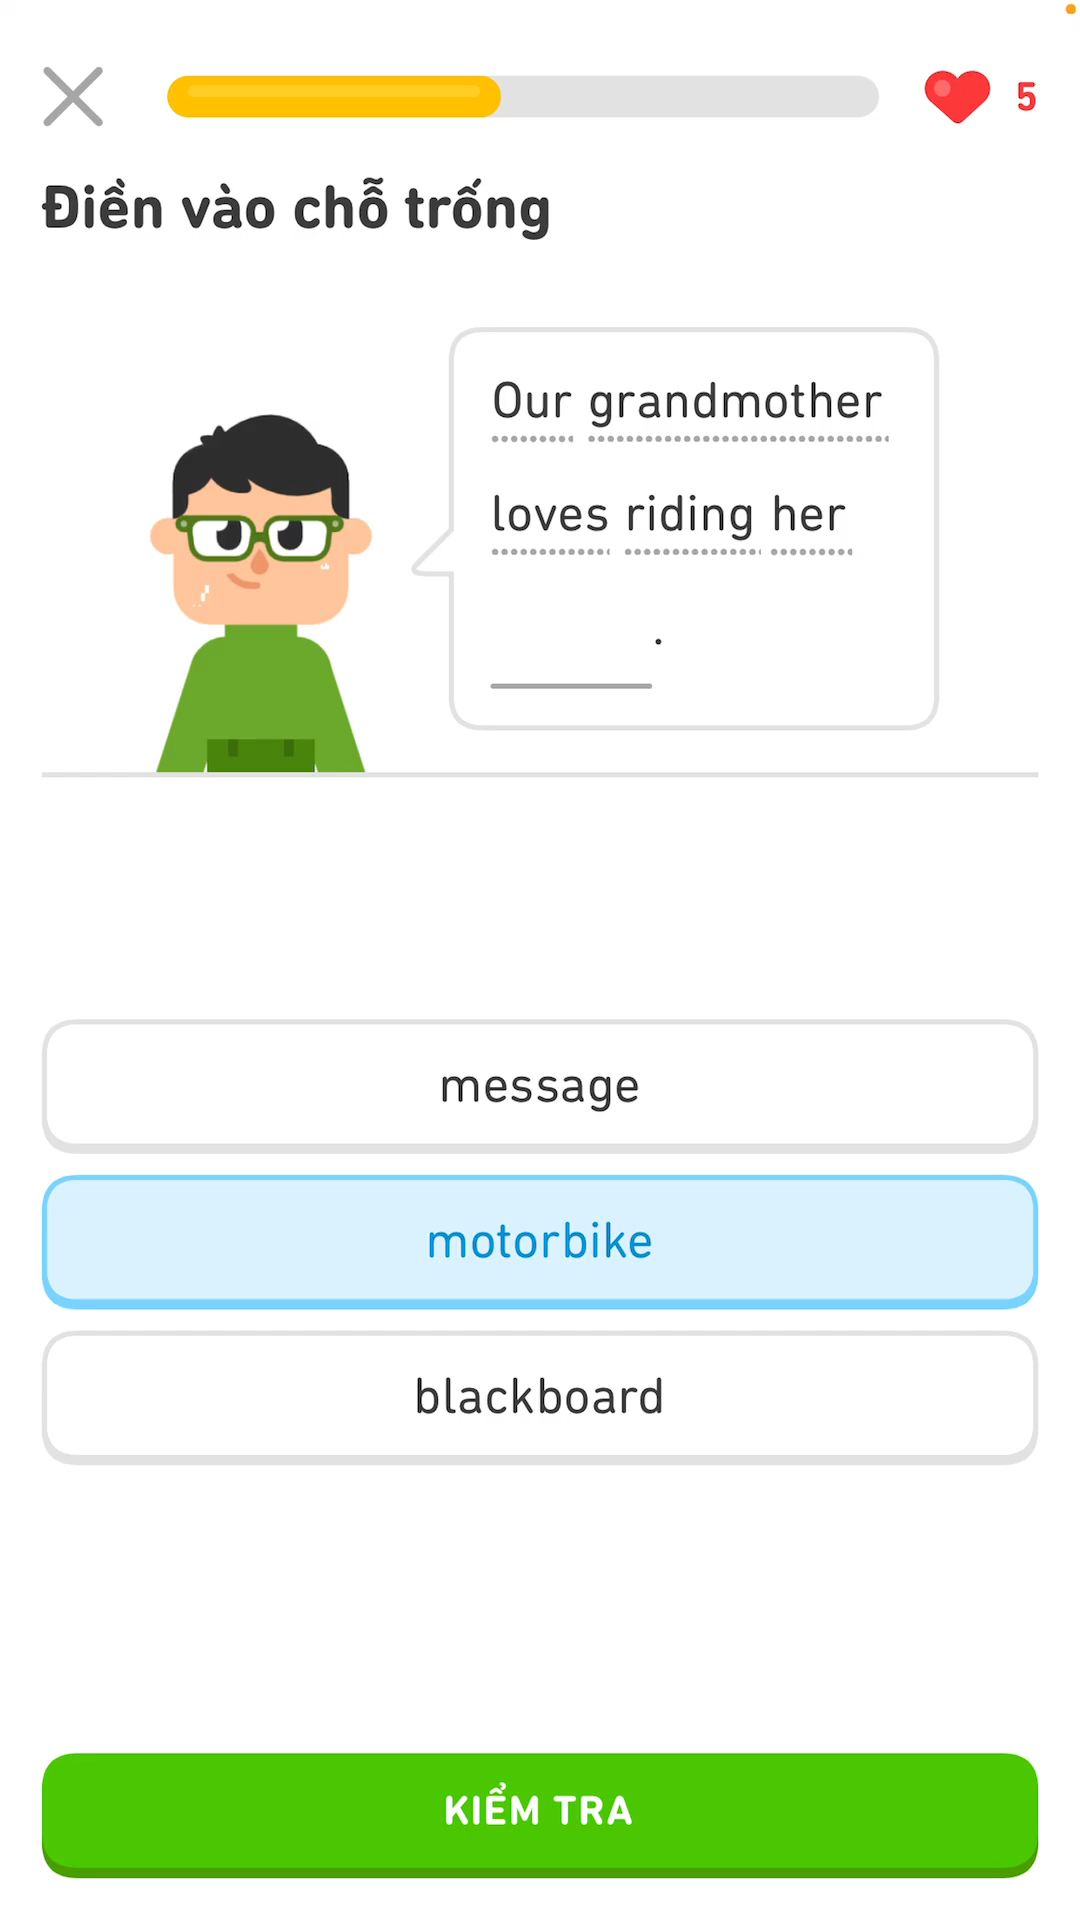 5
Điền vào chỗ trống
Our grandmother
loves riding her
.
message
motorbike
blackboard
KIỂM TRA